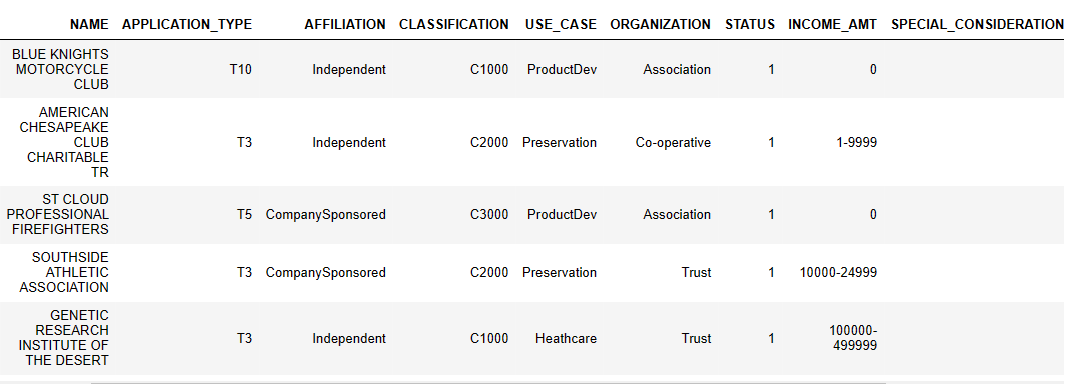 NAME APPLICATION_TYPE AFFILIATION CLASSIFICATION USE_CASE ORGANIZATION STATUS INCOME_AMT SPECIAL_CONSIDERATION
BLUE KNIGHTS
MOTORCYCLE
CLUB
T10 Independent C1000 ProductDev Association 1 0
AMERICAN
CHESAPEAKE
CLUB
CHARITABLE
TR
T3 Independent C2000 Preservation Co-operative 1 1-9999
ST CLOUD
PROFESSIONAL
FIREFIGHTERS
T5 CompanySponsored C3000 ProductDev Association 1 0
SOUTHSIDE
ATHLETIC
ASSOCIATION
T3 CompanySponsored C2000 Preservation Trust 1 10000-24999
GENETIC
RESEARCH
INSTITUTE OF
THE DESERT
T3 Independent C1000 Heathcare Trust 1 100000-
499999